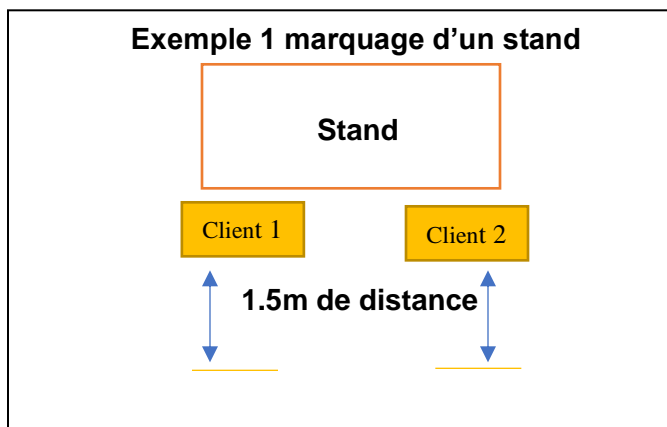 Exemple 1 marquage d’un stand
Stand
Client 1
Client 2
1.5m de distance